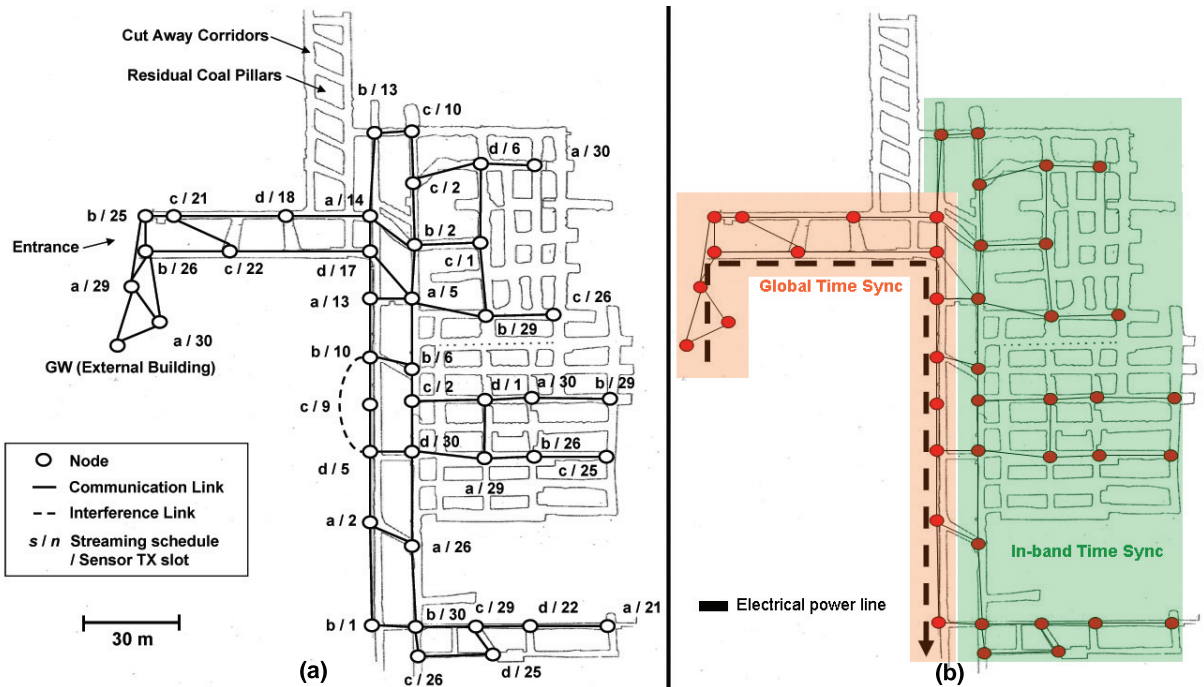 Cut Away Corridors
Residual Coal Pillars
b / 13
c / 10
d / 6
a / 30
c / 21
d / 18
a / 14
c / 2
b / 25
Entrance
b / 2
b / 26
c / 22
d / 17
c / 1
a / 29
a / 13
a / 5
c / 26
a / 30
b / 29
GW (External Building)
b / 10
b / 6
c / 2
d / 1
a / 30
b / 29
c / 9
d / 30
b / 26
d / 5
c / 25
a / 29
Node
Communication Link
Interference Link
s / n Streaming schedule
/ Sensor TX slot
a / 2
a / 26
30 m
b / 1
b / 30
c / 29
d / 22
a / 21
c / 26
d / 25
(a)
Global Time Sync
In-band Time Sync
Electrical power line
(b)